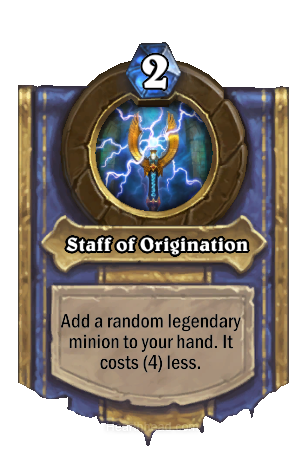 2
Staff of Origination
Add a random legendary
minion to your hand. It
costs (4) less.